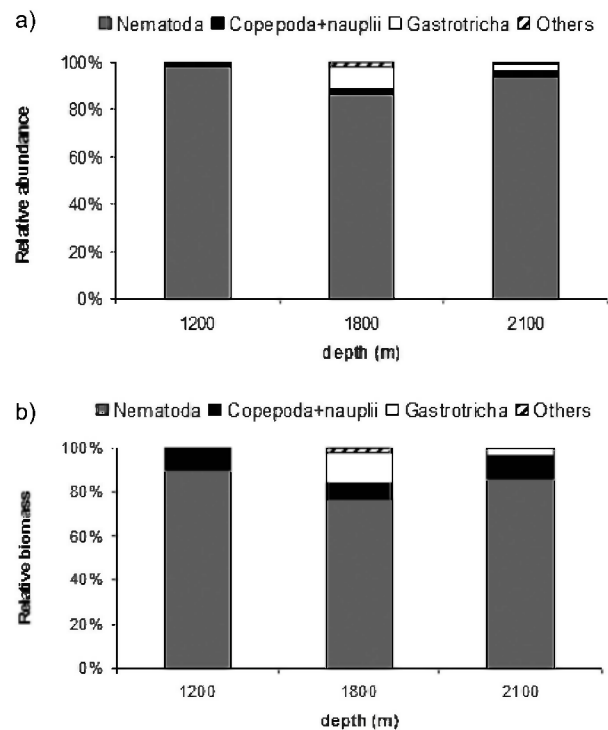 a)
Nematoda Copepoda+nauplii Gastrotricha Others
100%
80%
60%
40%
20%
0%
Relative abundance
1200 1800 2100
depth (m)
b)
Nematoda Copepoda+nauplii Gastrotricha Others
100%
80%
60%
40%
20%
0%
Relative biomass
1200 1800 2100
depth (m)